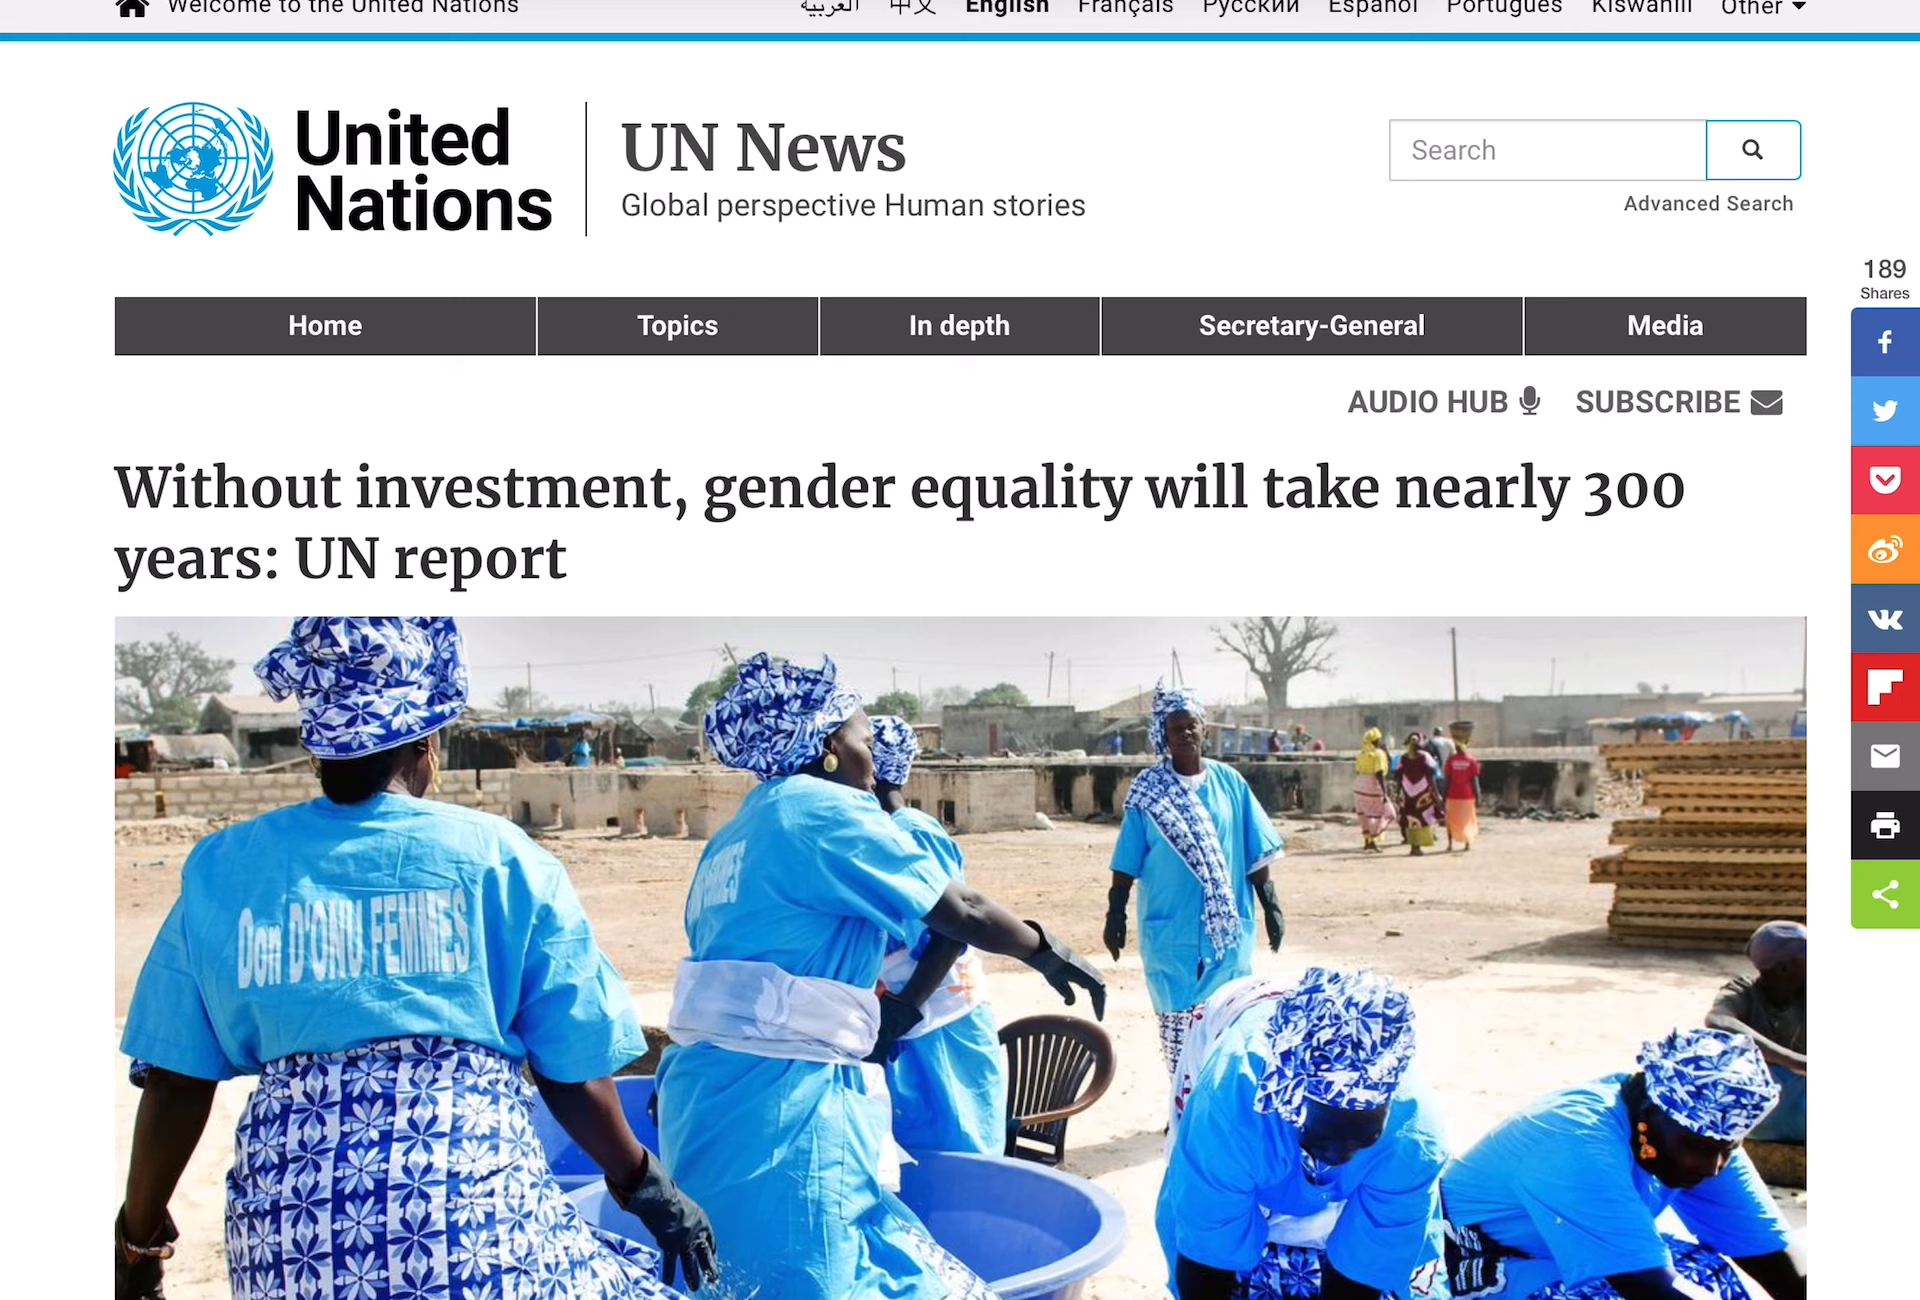 Welcome to the United Nations
العربية 中文 English Français Русский Español Português Kiswahili Other
United
Nations
UN News
Global perspective Human stories
Search
Advanced Search
189
Shares
Home Topics In depth Secretary-General Media
AUDIO HUB SUBSCRIBE
Without investment, gender equality will take nearly 300
years: UN report
Don D'ONU FEMMES